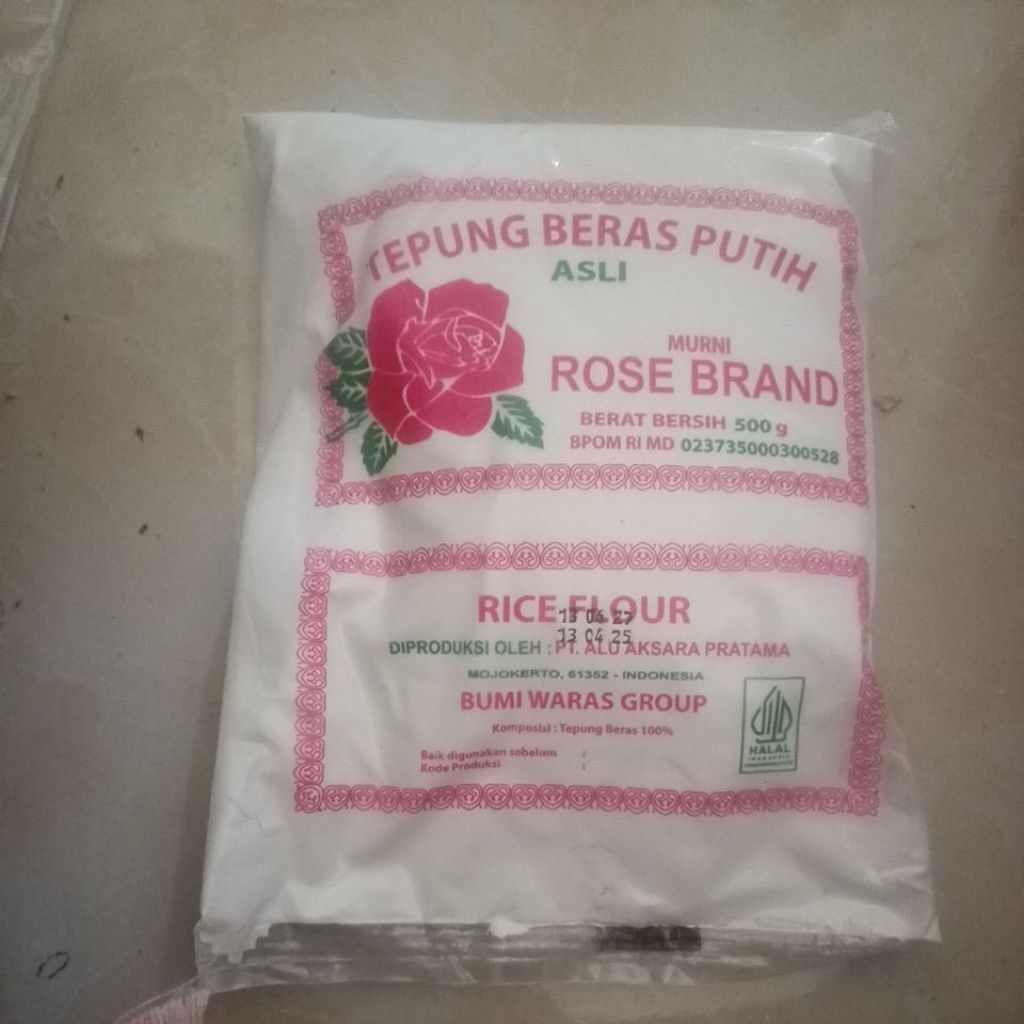 TEPUNG BERAS PUTIH
ASLI
MURNI
ROSE BRAND
BERAT BERSIH 500 g
BPOM RI MD 023735000300528
RICE FLOUR
13 04 27
13 04 25
DIPRODUKSI OLEH : PT. ALU AKSARA PRATAMA
MOJOKERTO, 61352 - INDONESIA
BUMI WARAS GROUP
Komposisi : Tepung Beras 100%
HALAL
INDONESIA
Baik digunakan sebelum :
Kode Produksi :